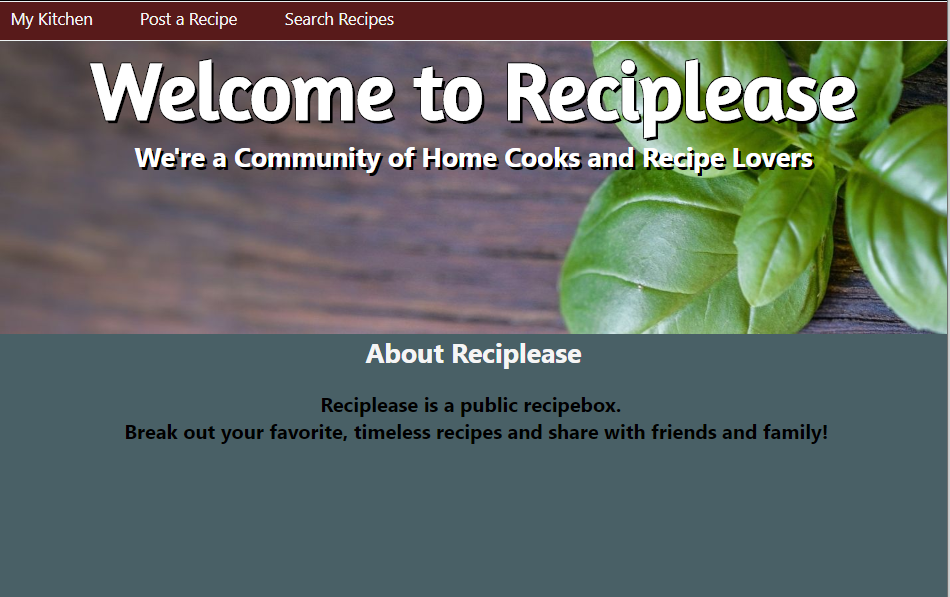 My Kitchen Post a Recipe Search Recipes
Welcome to Reciplease
We're a Community of Home Cooks and Recipe Lovers
About Reciplease
Reciplease is a public recipebox.
Break out your favorite, timeless recipes and share with friends and family!